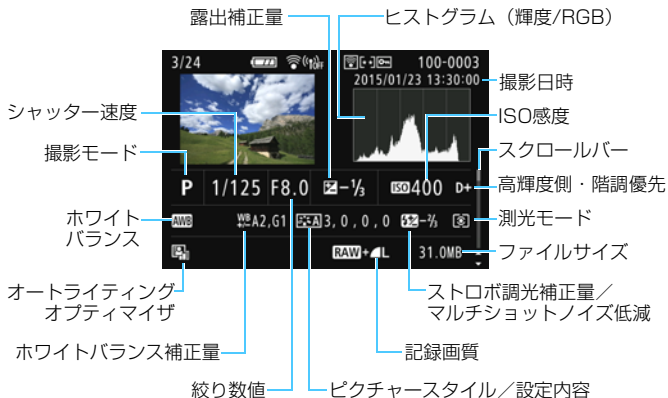 露出補正量
ヒストグラム（輝度/RGB）
3/24
OFF
100-0003
2015/01/23 13:30:00
撮影日時
シャッター速度
ISO感度
撮影モード
スクロールバー
P 1/125 F8.0 -⅓ ISO400 D+
高輝度側・階調優先
ホワイト
バランス
AWB WB A2,G1 A 3,0,0,0 -⅔
測光モード
RAW+L 31.0MB
ファイルサイズ
オートライティング
オプティマイザ
ストロボ調光補正量／
マルチショットノイズ低減
ホワイトバランス補正量
記録画質
絞り数値
ピクチャースタイル／設定内容